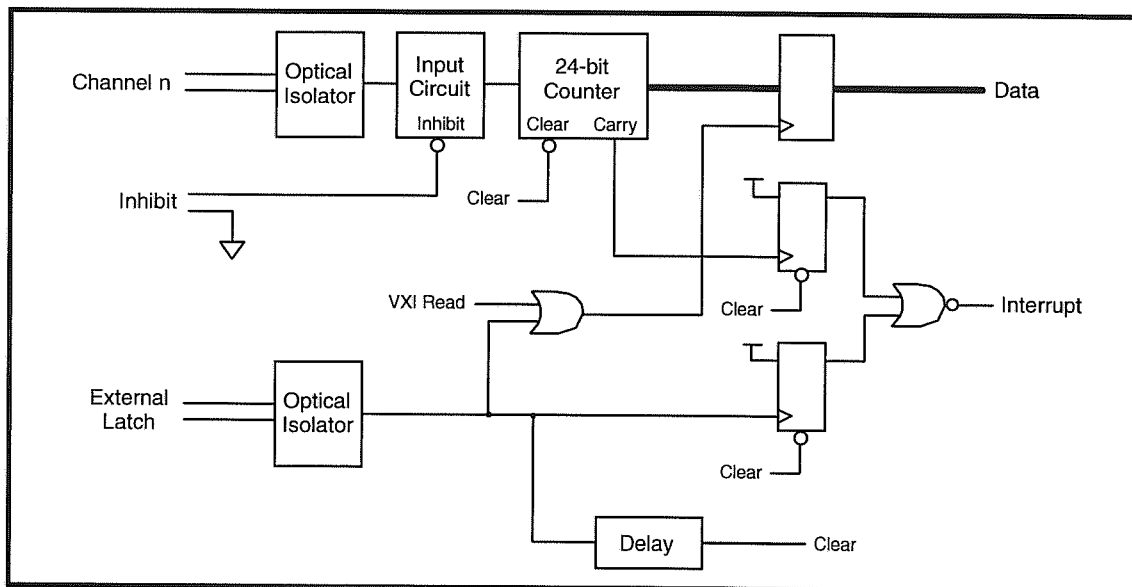 Channel n
Optical
Isolator
Input
Circuit
Inhibit
24-bit
Counter
Clear Carry
Data
Clear
Inhibit
VXI Read
Clear
Interrupt
External
Latch
Optical
Isolator
Clear
Delay
Clear